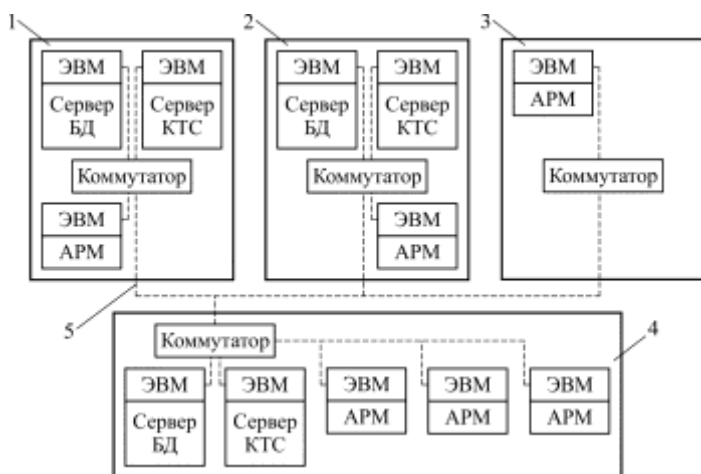 1
2
3
ЭВМ
ЭВМ
Сервер
БД
Сервер
КТС
Коммутатор
ЭВМ
АРМ
ЭВМ
ЭВМ
Сервер
БД
Сервер
КТС
Коммутатор
ЭВМ
АРМ
ЭВМ
АРМ
Коммутатор
5
4
Коммутатор
ЭВМ
Сервер
БД
ЭВМ
Сервер
КТС
ЭВМ
АРМ
ЭВМ
АРМ
ЭВМ
АРМ